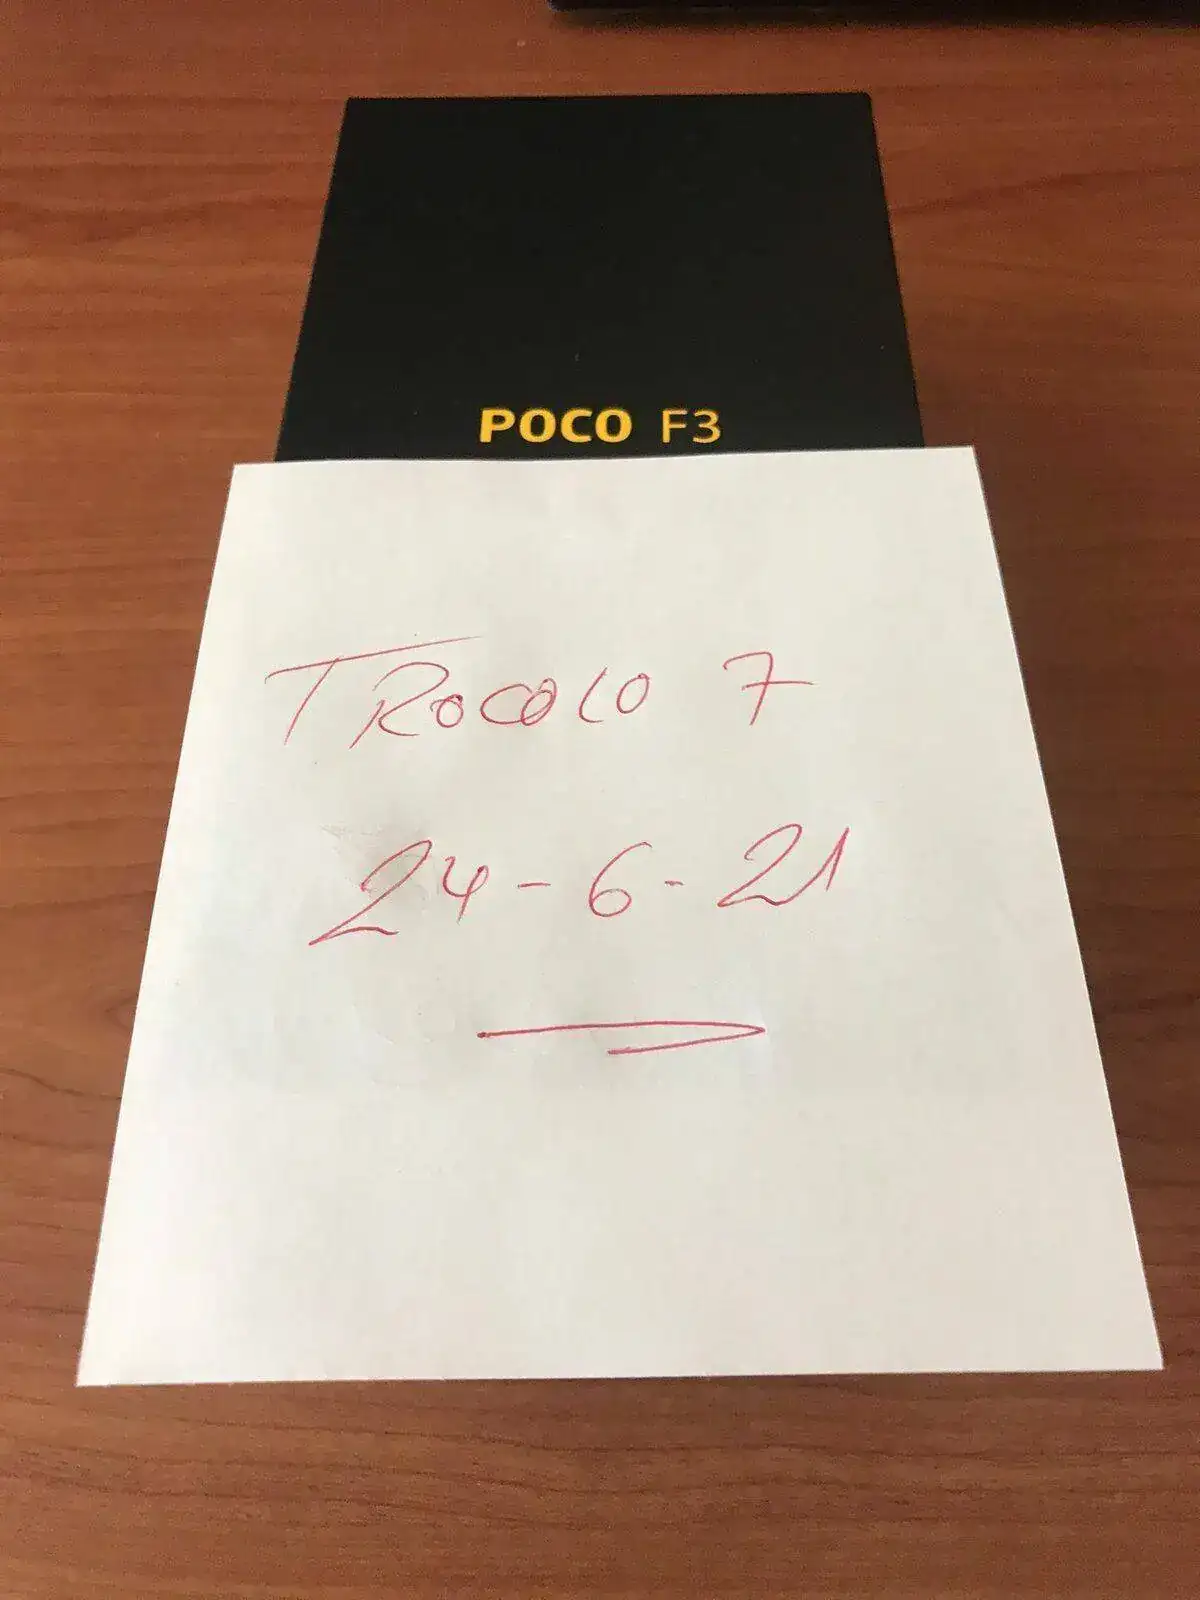 POCO F3
TROCOLO 7
24-6-21